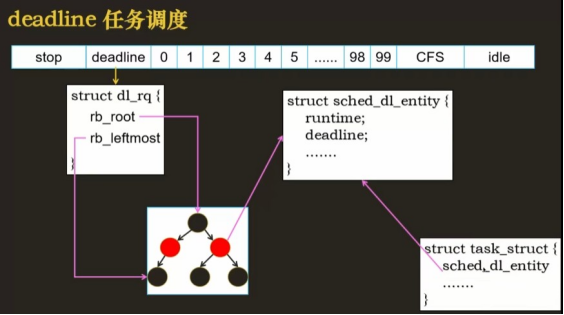 deadline 任务调度
stop deadline 0 1 2 3 4 5 ...... 98 99 CFS idle
struct dl_rq {
rb_root
rb_leftmost
}
struct sched_dl_entity {
runtime;
deadline;
.......
}
struct task_struct {
sched_dl_entity
.......
}